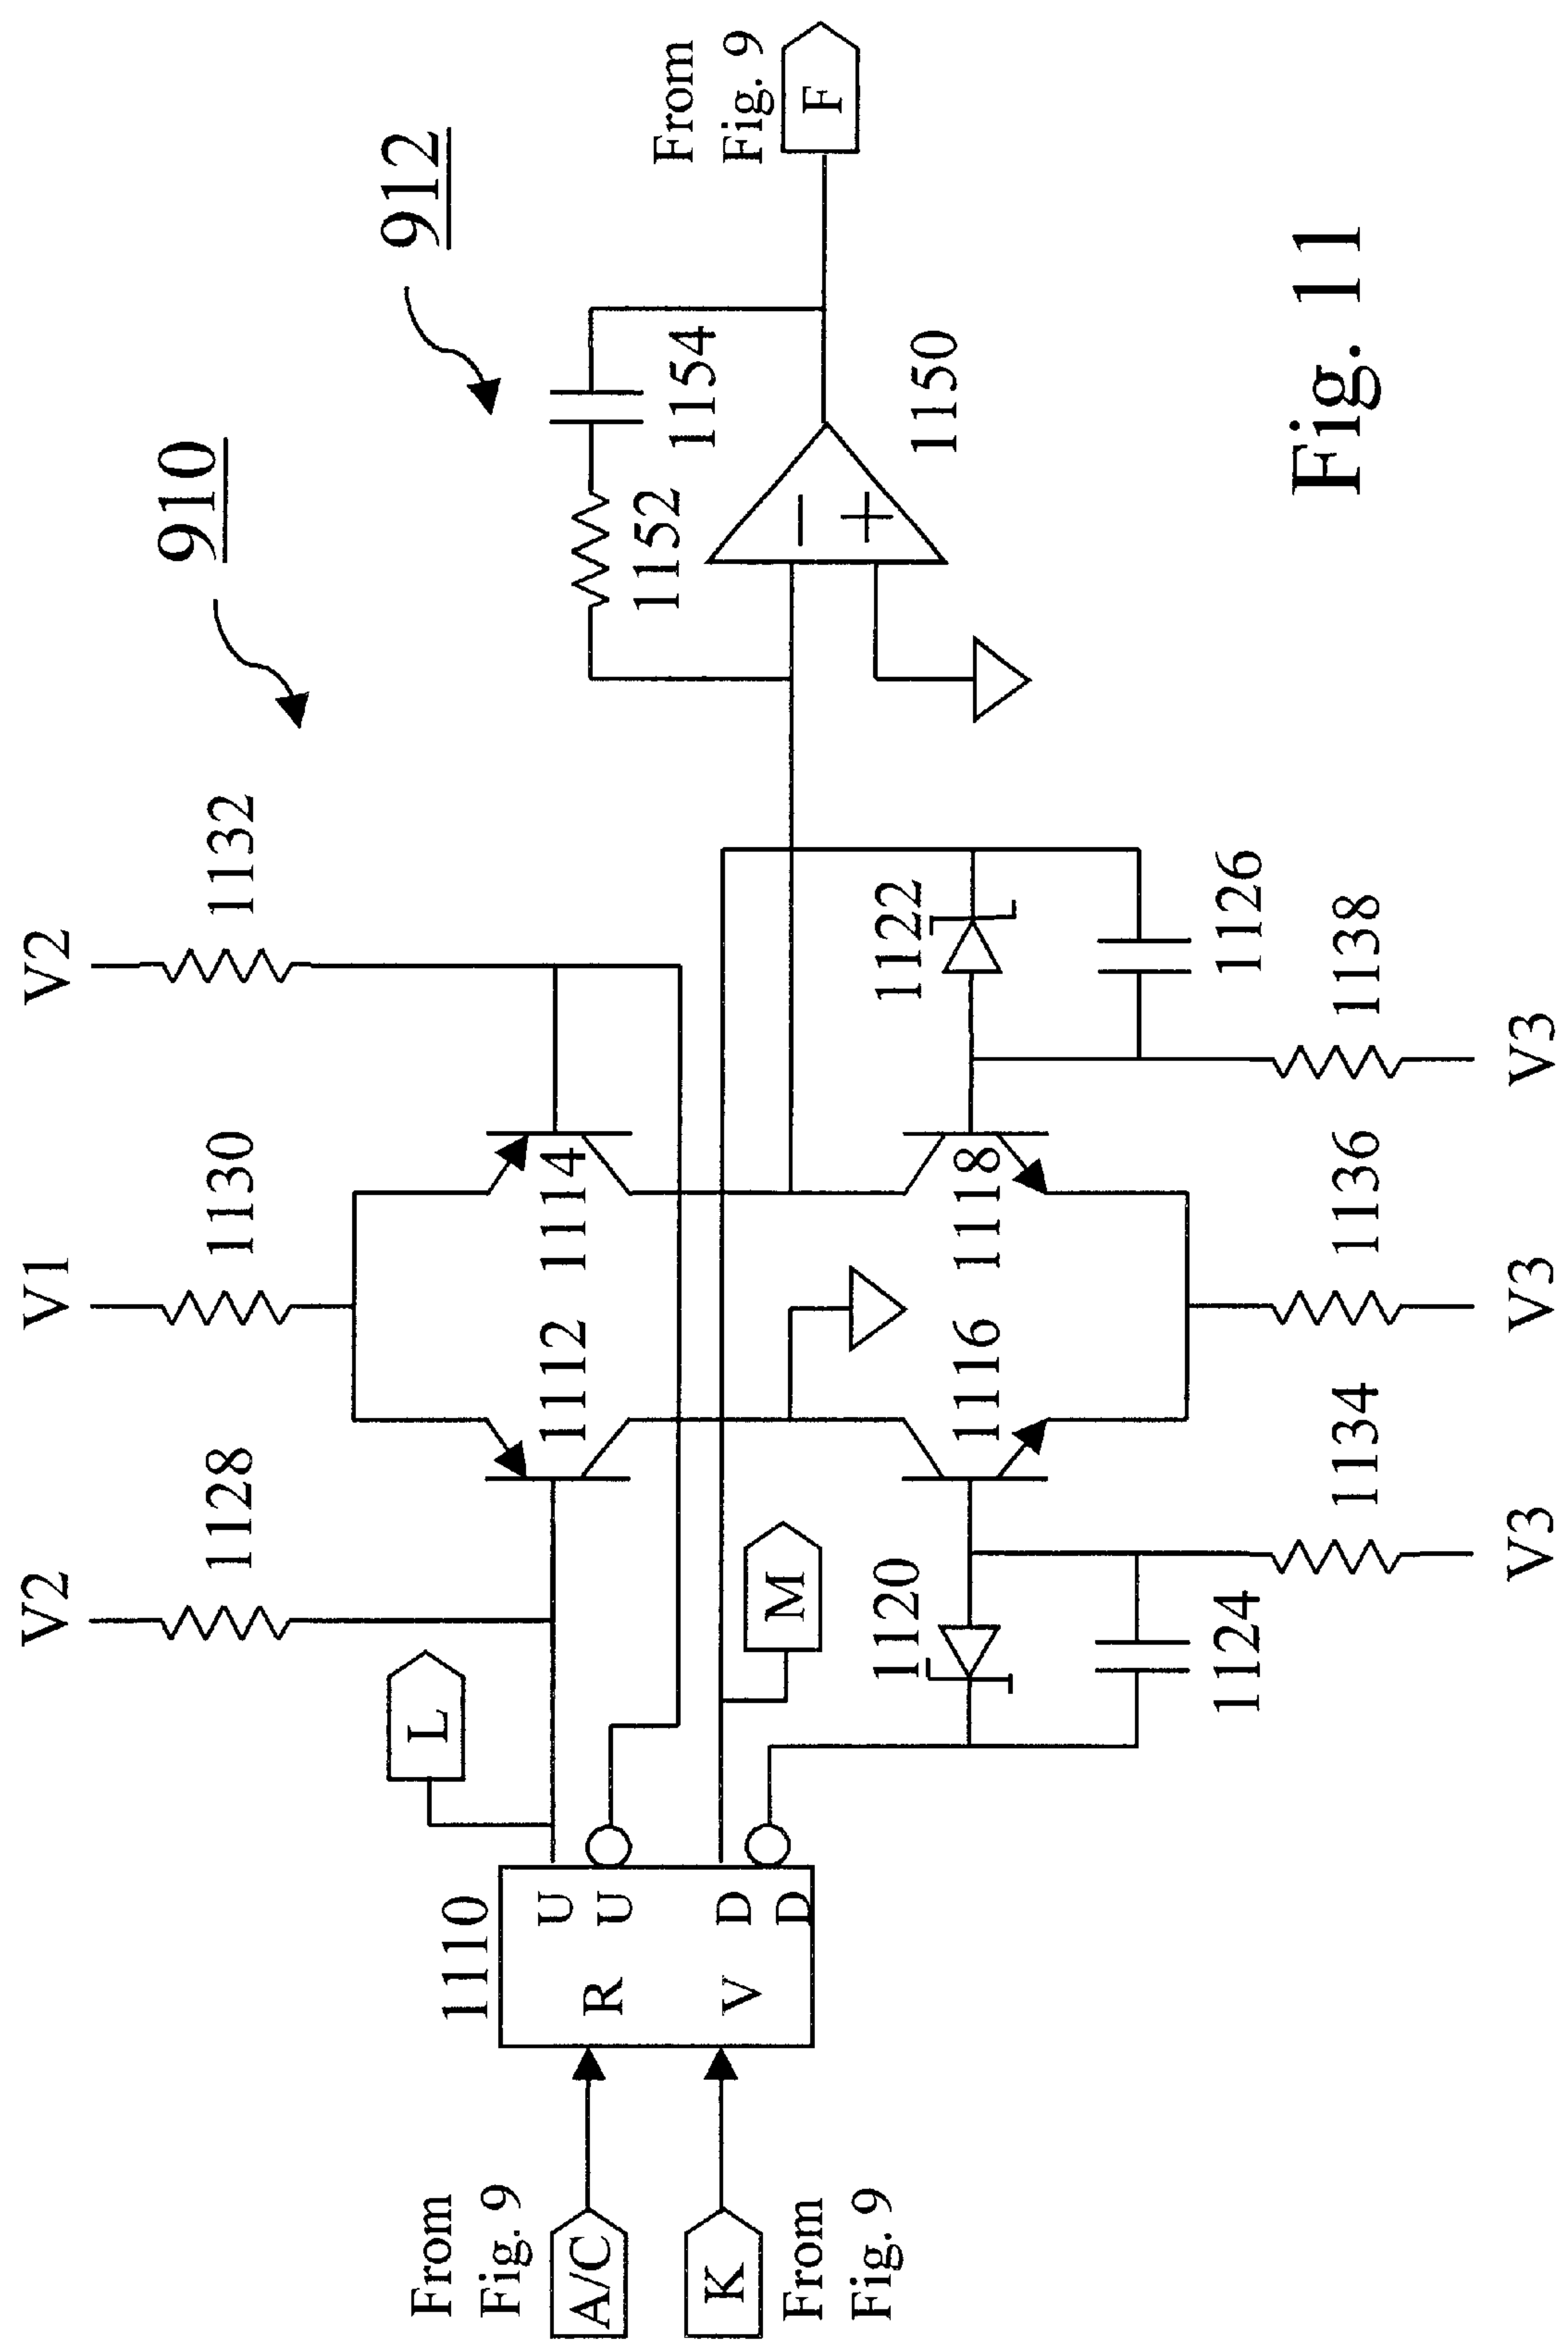 910
912
V2
V1
V2
1128
1130
1132
L
From
Fig. 9
A/C
1110
U
R
U
V
D
D
K
From
Fig. 9
M
1112
1114
1152
1154
−
+
1150
From
Fig. 9
F
1120
1116
1118
1122
1124
1126
1134
1136
1138
V3
V3
V3
Fig. 11